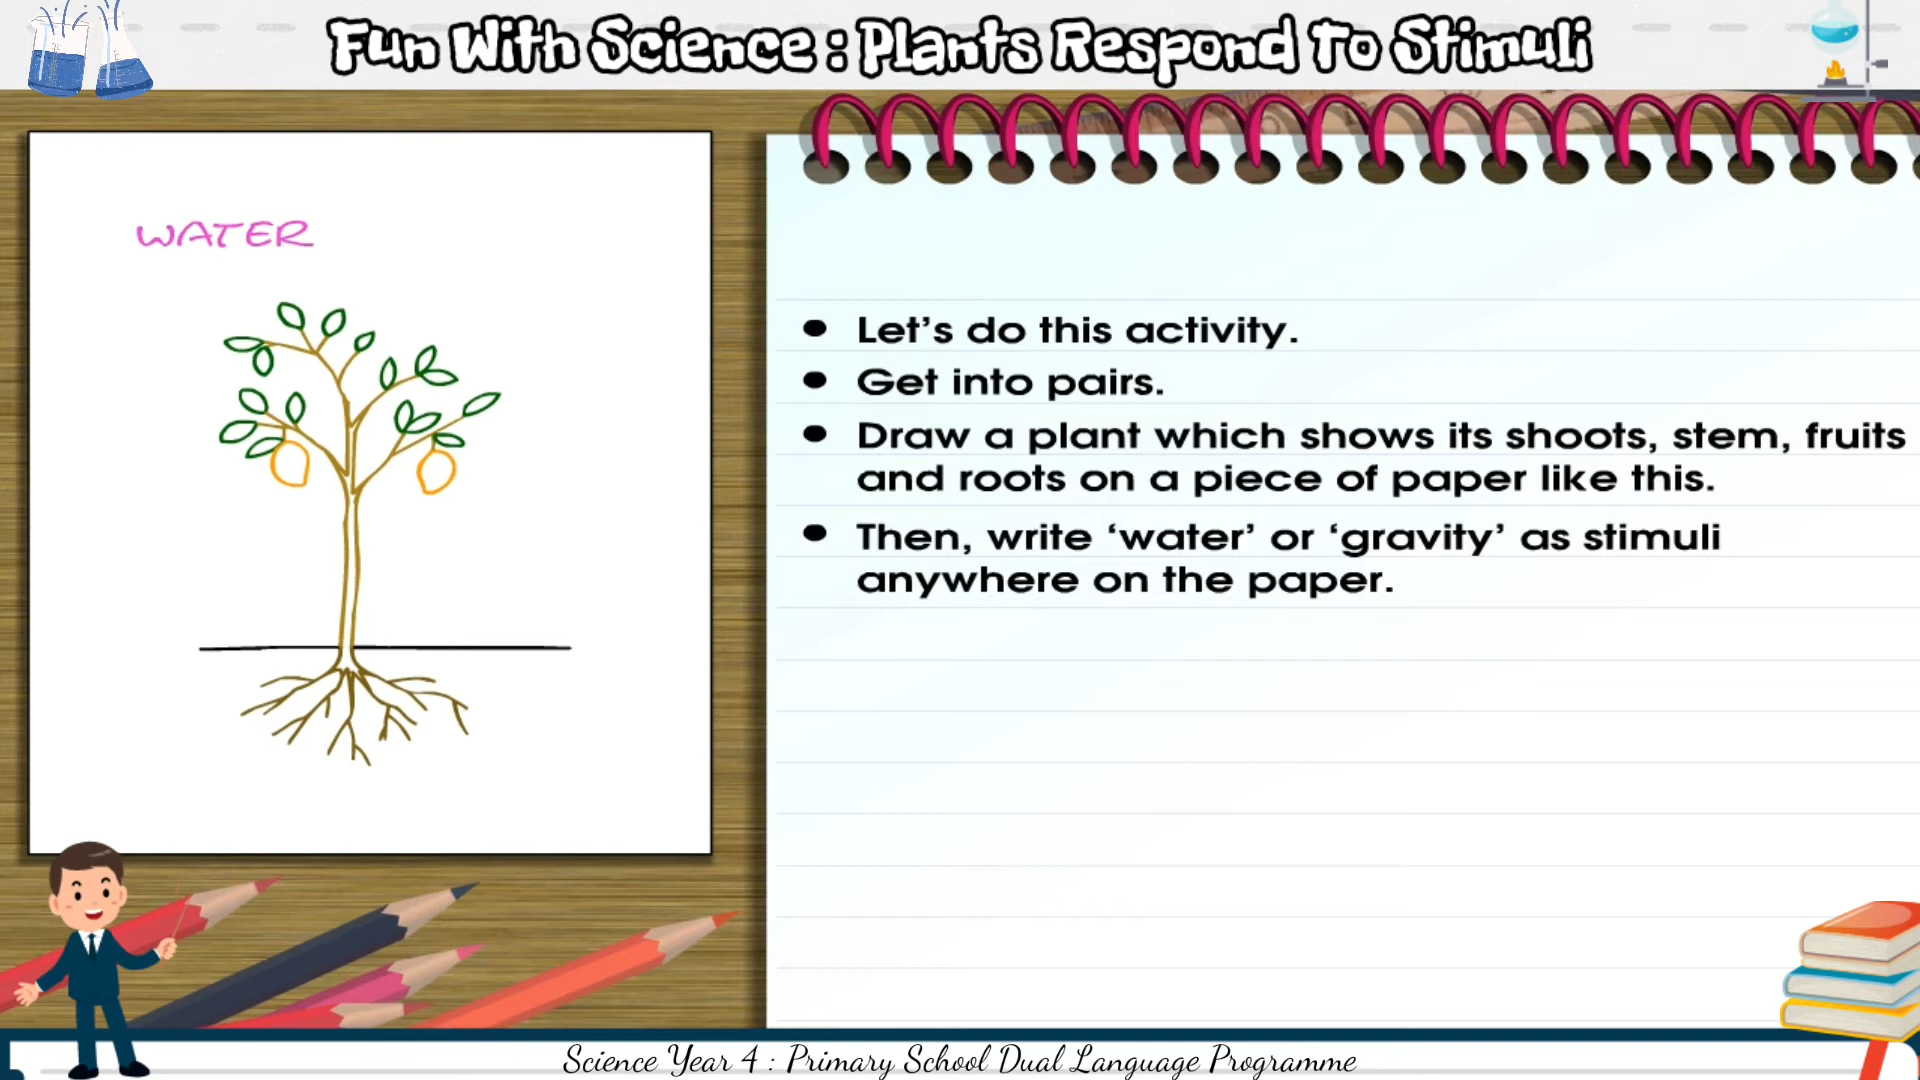 Fun With Science : Plants Respond To Stimuli
WATER
Let's do this activity.
Get into pairs.
Draw a plant which shows its shoots, stem, fruits
and roots on a piece of paper like this.
Then, write ‘water’ or ‘gravity’ as stimuli
anywhere on the paper.
Science Year 4 : Primary School Dual Language Programme